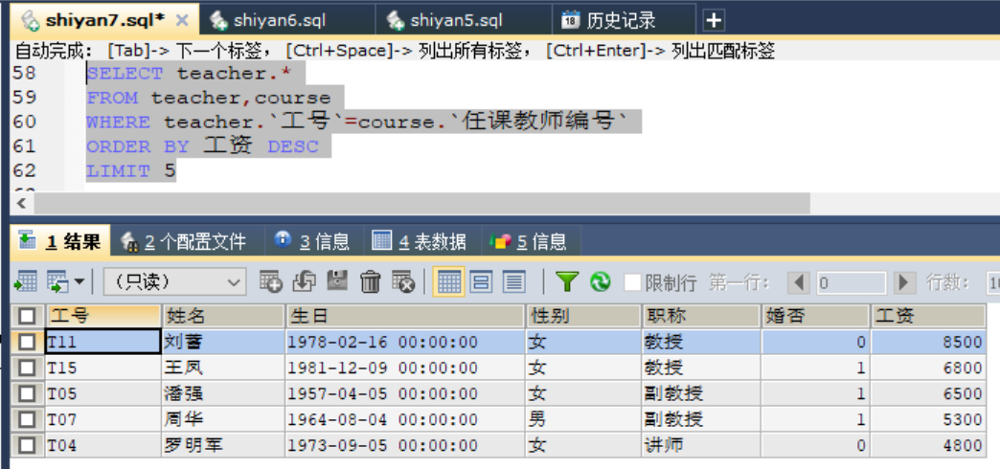 shiyan7.sql* shiyan6.sql shiyan5.sql 历史记录
自动完成: [Tab]-> 下一个标签， [Ctrl+Space]-> 列出所有标签， [Ctrl+Enter]-> 列出匹配标签
58 SELECT teacher.*
59 FROM teacher,course
60 WHERE teacher.`工号`=course.`任课教师编号`
61 ORDER BY 工资 DESC
62 LIMIT 5
1 结果 2 个配置文件 3 信息 4 表数据 5 信息
(只读) 限制行 第一行: 0 行数:
工号 姓名 生日 性别 职称 婚否 工资
T11 刘蔷 1978-02-16 00:00:00 女 教授 0 8500
T15 王凤 1981-12-09 00:00:00 女 教授 1 6800
T05 潘强 1957-04-05 00:00:00 女 副教授 1 6500
T07 周华 1964-08-04 00:00:00 男 副教授 1 5300
T04 罗明军 1973-09-05 00:00:00 女 讲师 0 4800